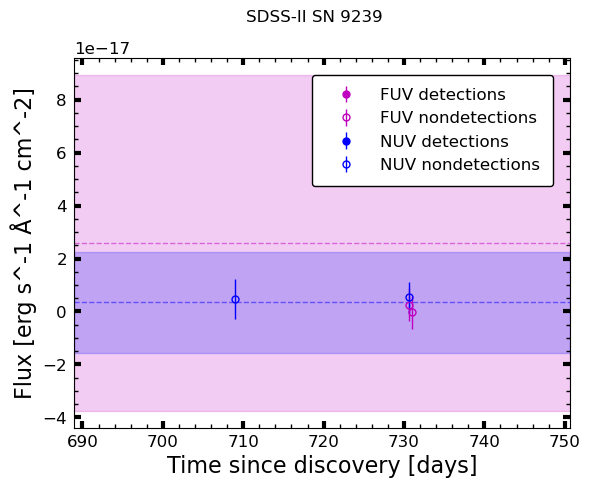 SDSS-II SN 9239
1e−17
FUV detections
FUV nondetections
NUV detections
NUV nondetections
8
6
4
2
0
−2
−4
Flux [erg s^-1 Å^-1 cm^-2]
690 700 710 720 730 740 750
Time since discovery [days]